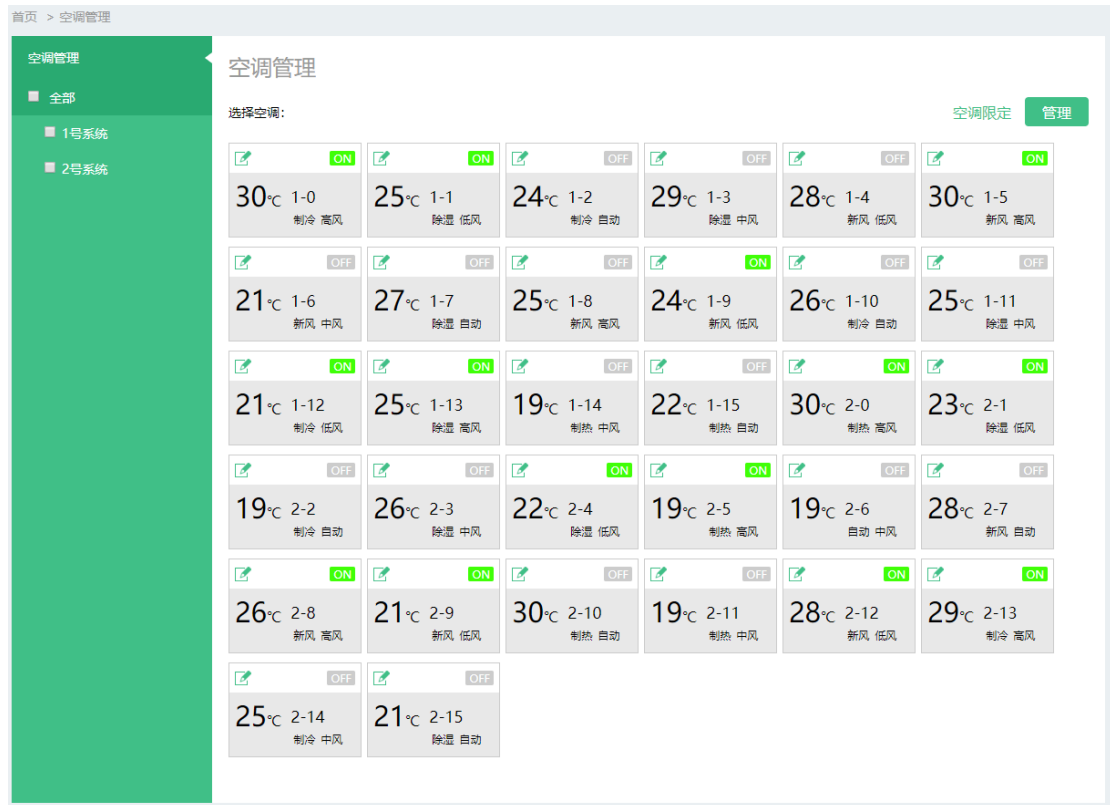 首页 > 空调管理
空调管理
全部
1号系统
2号系统
空调管理
选择空调:
空调限定 管理
ON ON OFF OFF OFF ON
30℃ 1-0 25℃ 1-1 24℃ 1-2 29℃ 1-3 28℃ 1-4 30℃ 1-5
制冷 高风 除湿 低风 制冷 自动 除湿 中风 新风 低风 新风 高风
OFF OFF OFF ON OFF OFF
21℃ 1-6 27℃ 1-7 25℃ 1-8 24℃ 1-9 26℃ 1-10 25℃ 1-11
新风 中风 除湿 自动 新风 高风 新风 低风 制冷 自动 除湿 中风
ON ON OFF OFF ON ON
21℃ 1-12 25℃ 1-13 19℃ 1-14 22℃ 1-15 30℃ 2-0 23℃ 2-1
制冷 低风 除湿 高风 制热 中风 制热 自动 制热 高风 除湿 低风
OFF OFF ON ON OFF OFF
19℃ 2-2 26℃ 2-3 22℃ 2-4 19℃ 2-5 19℃ 2-6 28℃ 2-7
制冷 自动 除湿 中风 除湿 低风 制热 高风 自动 中风 新风 自动
ON ON OFF OFF ON ON
26℃ 2-8 21℃ 2-9 30℃ 2-10 19℃ 2-11 28℃ 2-12 29℃ 2-13
新风 高风 新风 低风 制热 自动 制热 中风 新风 低风 制冷 高风
OFF OFF
25℃ 2-14 21℃ 2-15
制冷 中风 除湿 自动